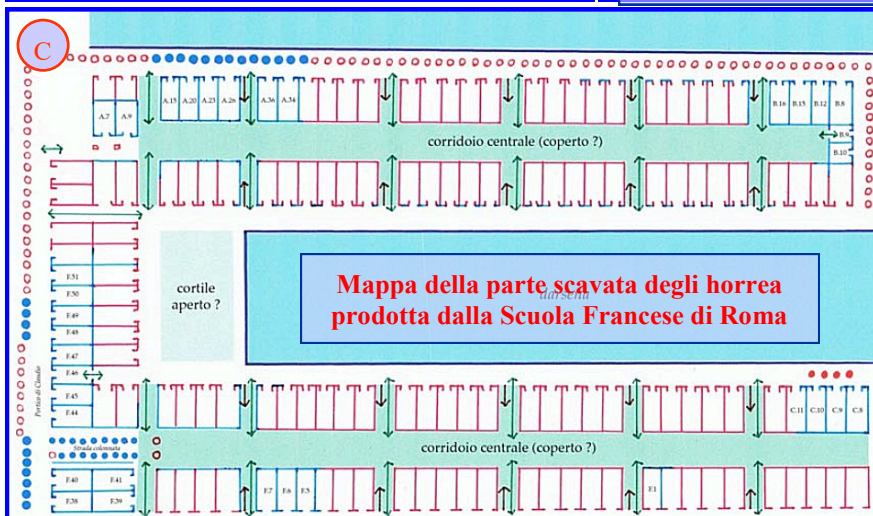 C
A.7
A.9
A.15
A.20
A.23
A.26
A.36
A.34
B.16
B.15
B.12
B.8
B.9
B.10
corridoio centrale (coperto ?)
F.51
F.50
F.49
F.48
F.47
F.46
F.45
F.44
cortile
aperto ?
darsena
Mappa della parte scavata degli horrea
prodotta dalla Scuola Francese di Roma
Portico di Claudio
C.11
C.10
C.9
C.8
Strada colonnata
corridoio centrale (coperto ?)
F.40
F.41
F.38
F.39
E.7
E.6
E.5
E.1